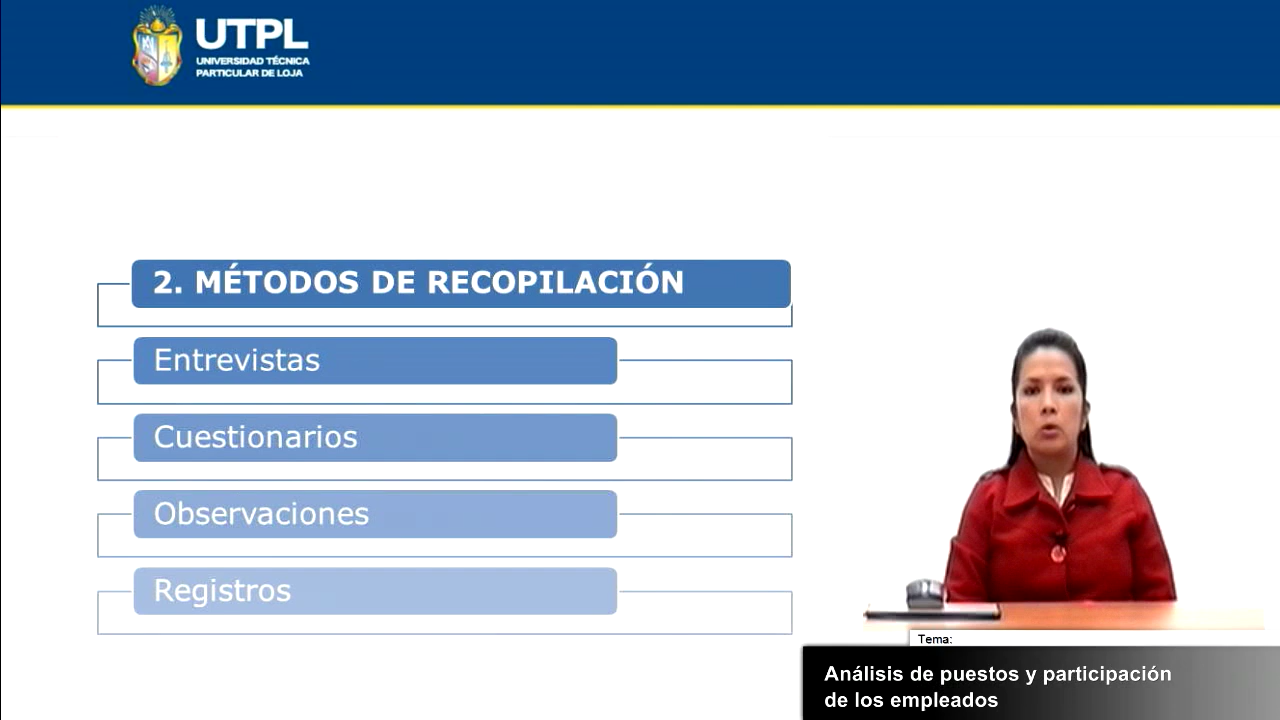 UTPL
UNIVERSIDAD TÉCNICA
PARTICULAR DE LOJA
2. MÉTODOS DE RECOPILACIÓN
Entrevistas
Cuestionarios
Observaciones
Registros
Tema:
Análisis de puestos y participación
de los empleados